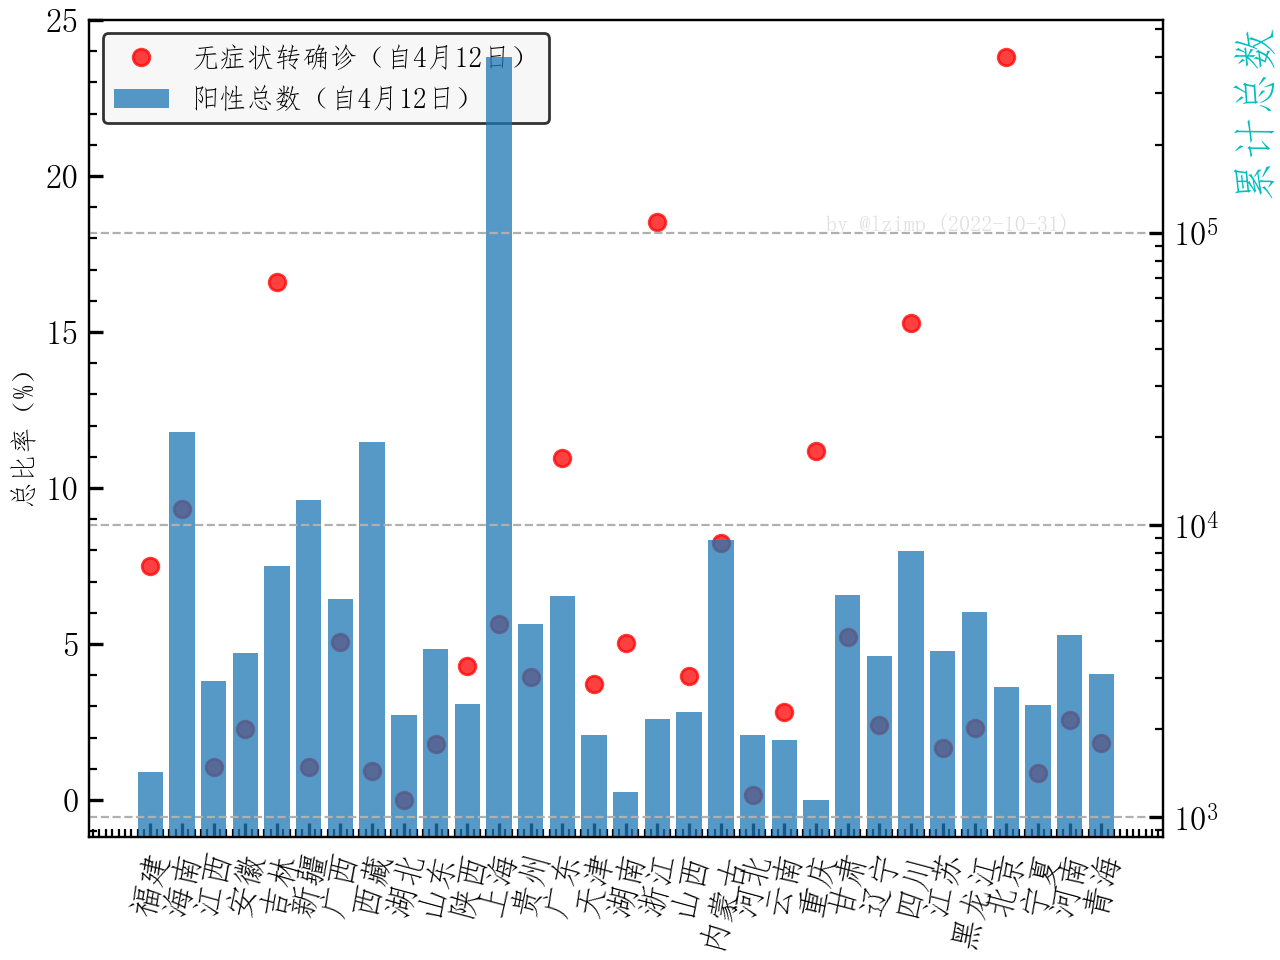 25
20
15
10
5
0
总比率 (%)
无症状转确诊（自4月12日）
阳性总数（自4月12日）
by @lzjmp (2022-10-31)
累计总数
10⁵
10⁴
10³
福建
海南
江西
安徽
吉林
新疆
广西
西藏
湖北
山东
陕西
上海
贵州
广东
天津
湖南
浙江
山西
内蒙古
河北
云南
重庆
甘肃
辽宁
四川
江苏
黑龙江
北京
宁夏
河南
青海